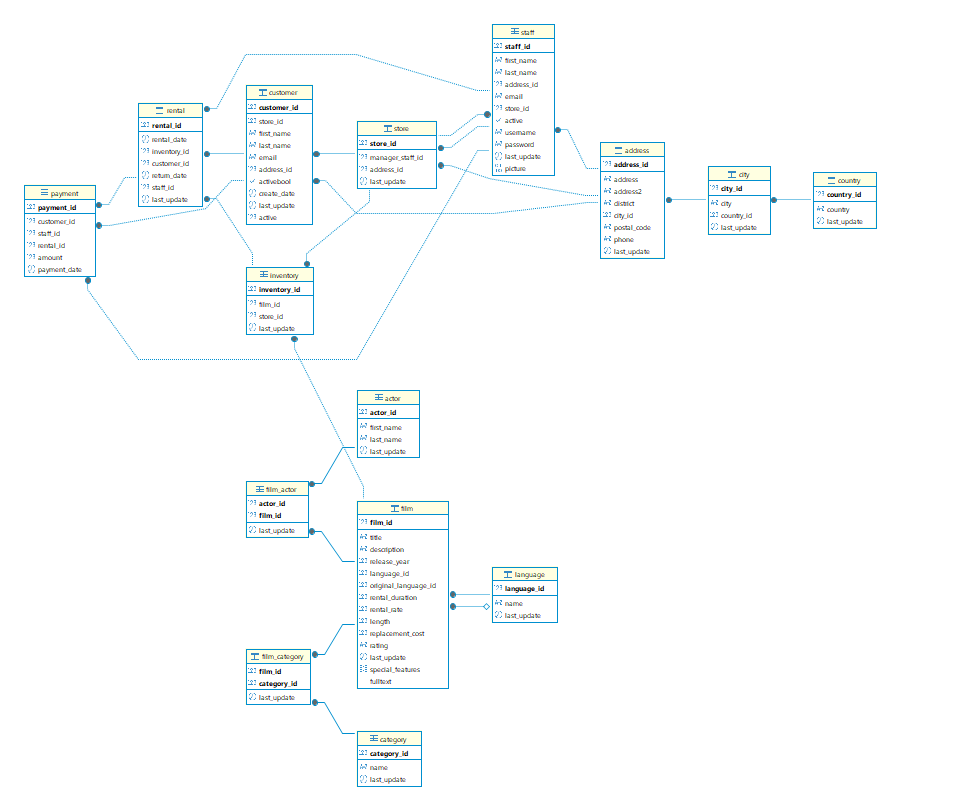 staff
staff_id
first_name
last_name
address_id
email
store_id
active
username
password
last_update
picture
customer
customer_id
store_id
first_name
last_name
email
address_id
activebool
create_date
last_update
active
rental
rental_id
rental_date
inventory_id
customer_id
return_date
staff_id
last_update
store
store_id
manager_staff_id
address_id
last_update
address
address_id
address
address2
district
city_id
postal_code
phone
last_update
city
city_id
city
country_id
last_update
country
country_id
country
last_update
payment
payment_id
customer_id
staff_id
rental_id
amount
payment_date
inventory
inventory_id
film_id
store_id
last_update
actor
actor_id
first_name
last_name
last_update
film_actor
actor_id
film_id
last_update
film
film_id
title
description
release_year
language_id
original_language_id
rental_duration
rental_rate
length
replacement_cost
rating
last_update
special_features
fulltext
language
language_id
name
last_update
film_category
film_id
category_id
last_update
category
category_id
name
last_update